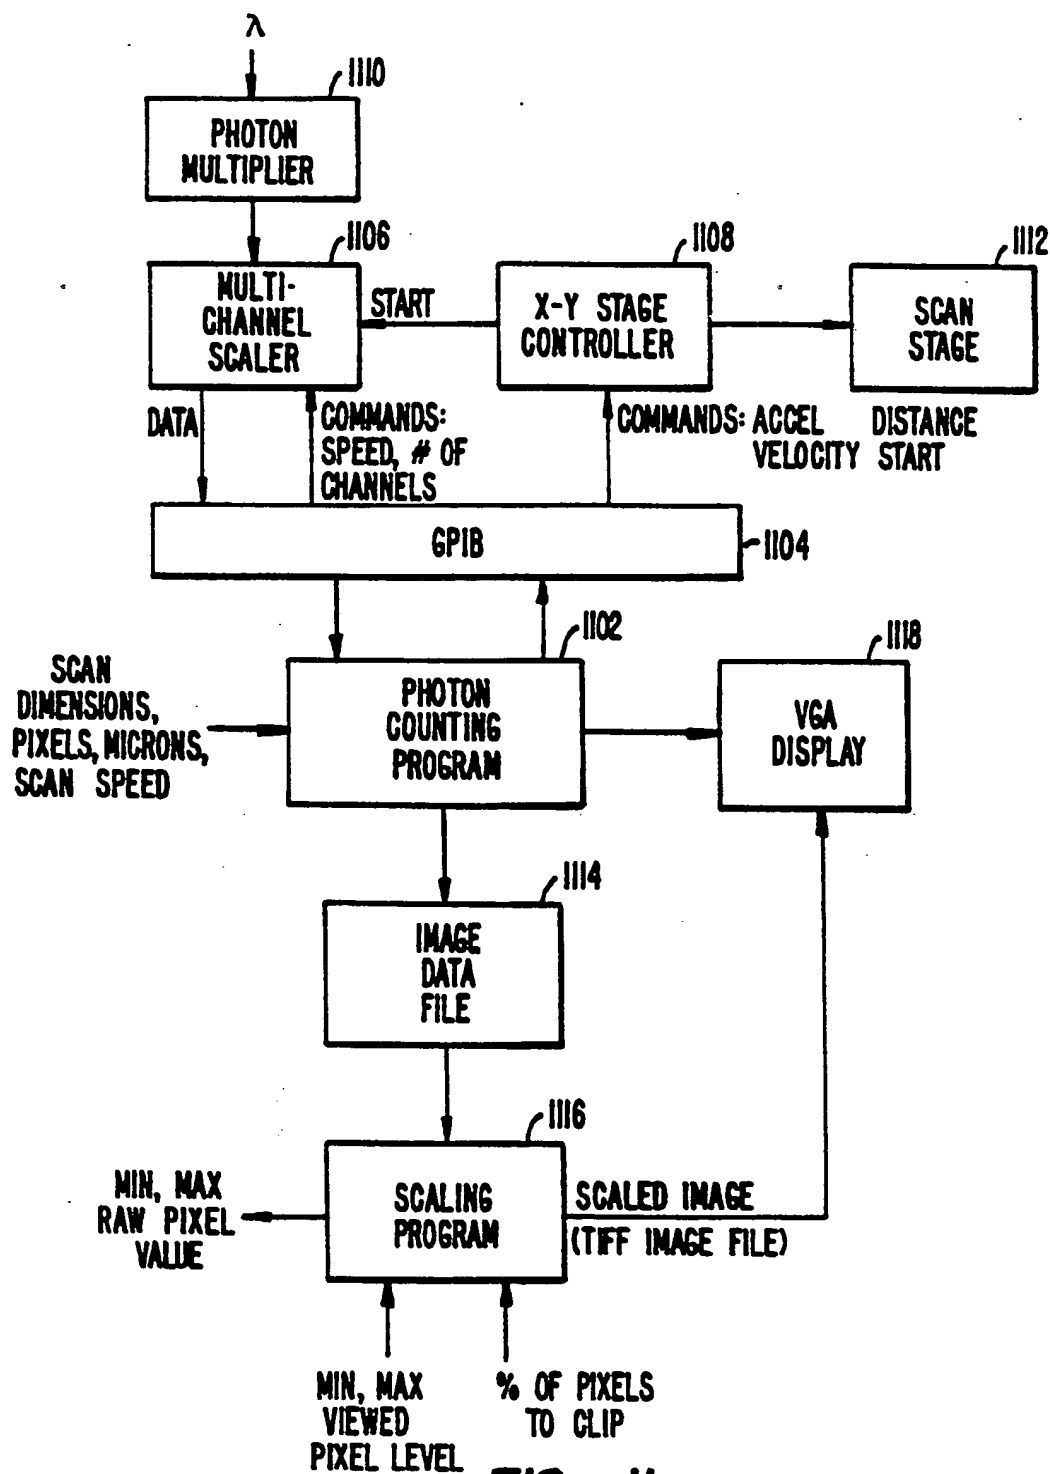 λ
1110
PHOTON
MULTIPLIER
1106
1108
1112
MULTI-
CHANNEL
SCALER
START
X-Y STAGE
CONTROLLER
SCAN
STAGE
DATA
COMMANDS:
SPEED, # OF
CHANNELS
COMMANDS: ACCEL DISTANCE
VELOCITY START
GPIB
1104
1102
1118
SCAN
DIMENSIONS,
PIXELS, MICRONS,
SCAN SPEED
PHOTON
COUNTING
PROGRAM
VGA
DISPLAY
1114
IMAGE
DATA
FILE
1116
MIN, MAX
RAW PIXEL
VALUE
SCALING
PROGRAM
SCALED IMAGE
(TIFF IMAGE FILE)
MIN, MAX
VIEWED
PIXEL LEVEL
% OF PIXELS
TO CLIP